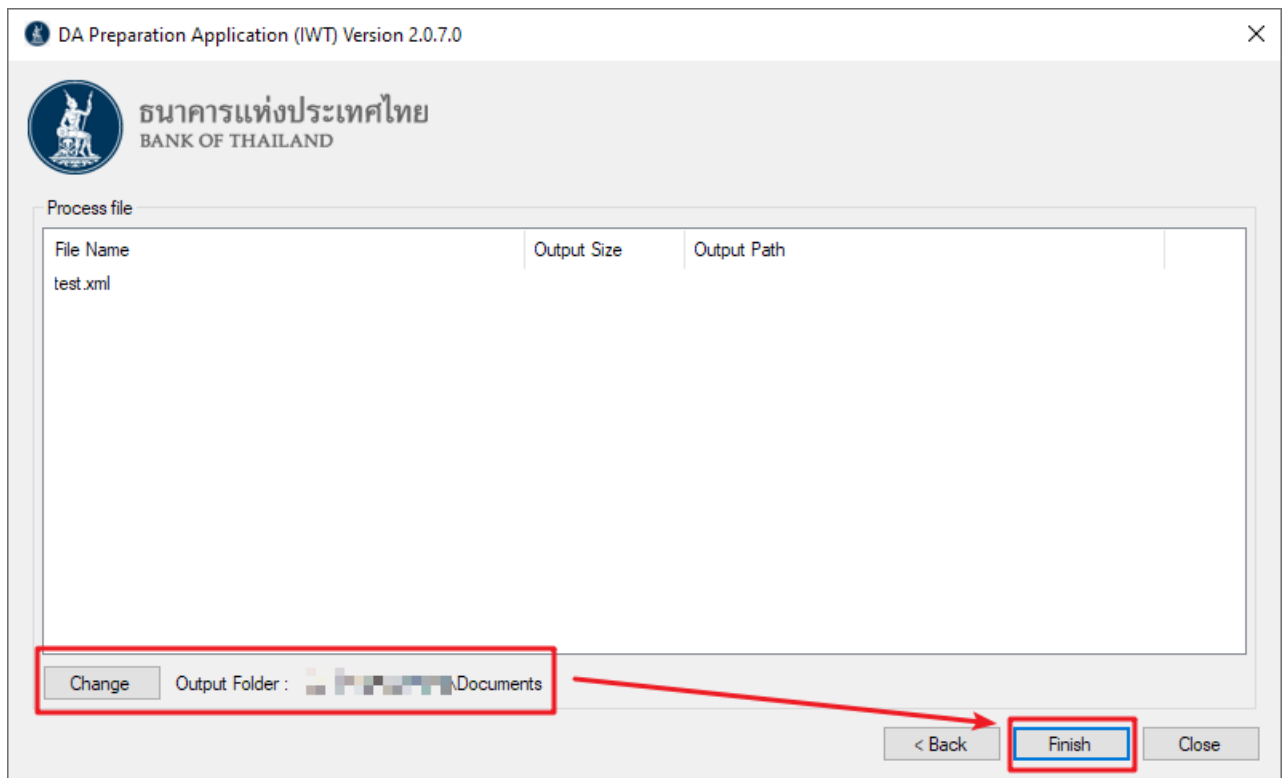 DA Preparation Application (IWT) Version 2.0.7.0
ธนาคารแห่งประเทศไทย
BANK OF THAILAND
Process file
File Name Output Size Output Path
test.xml
Change Output Folder : \Documents
< Back Finish Close